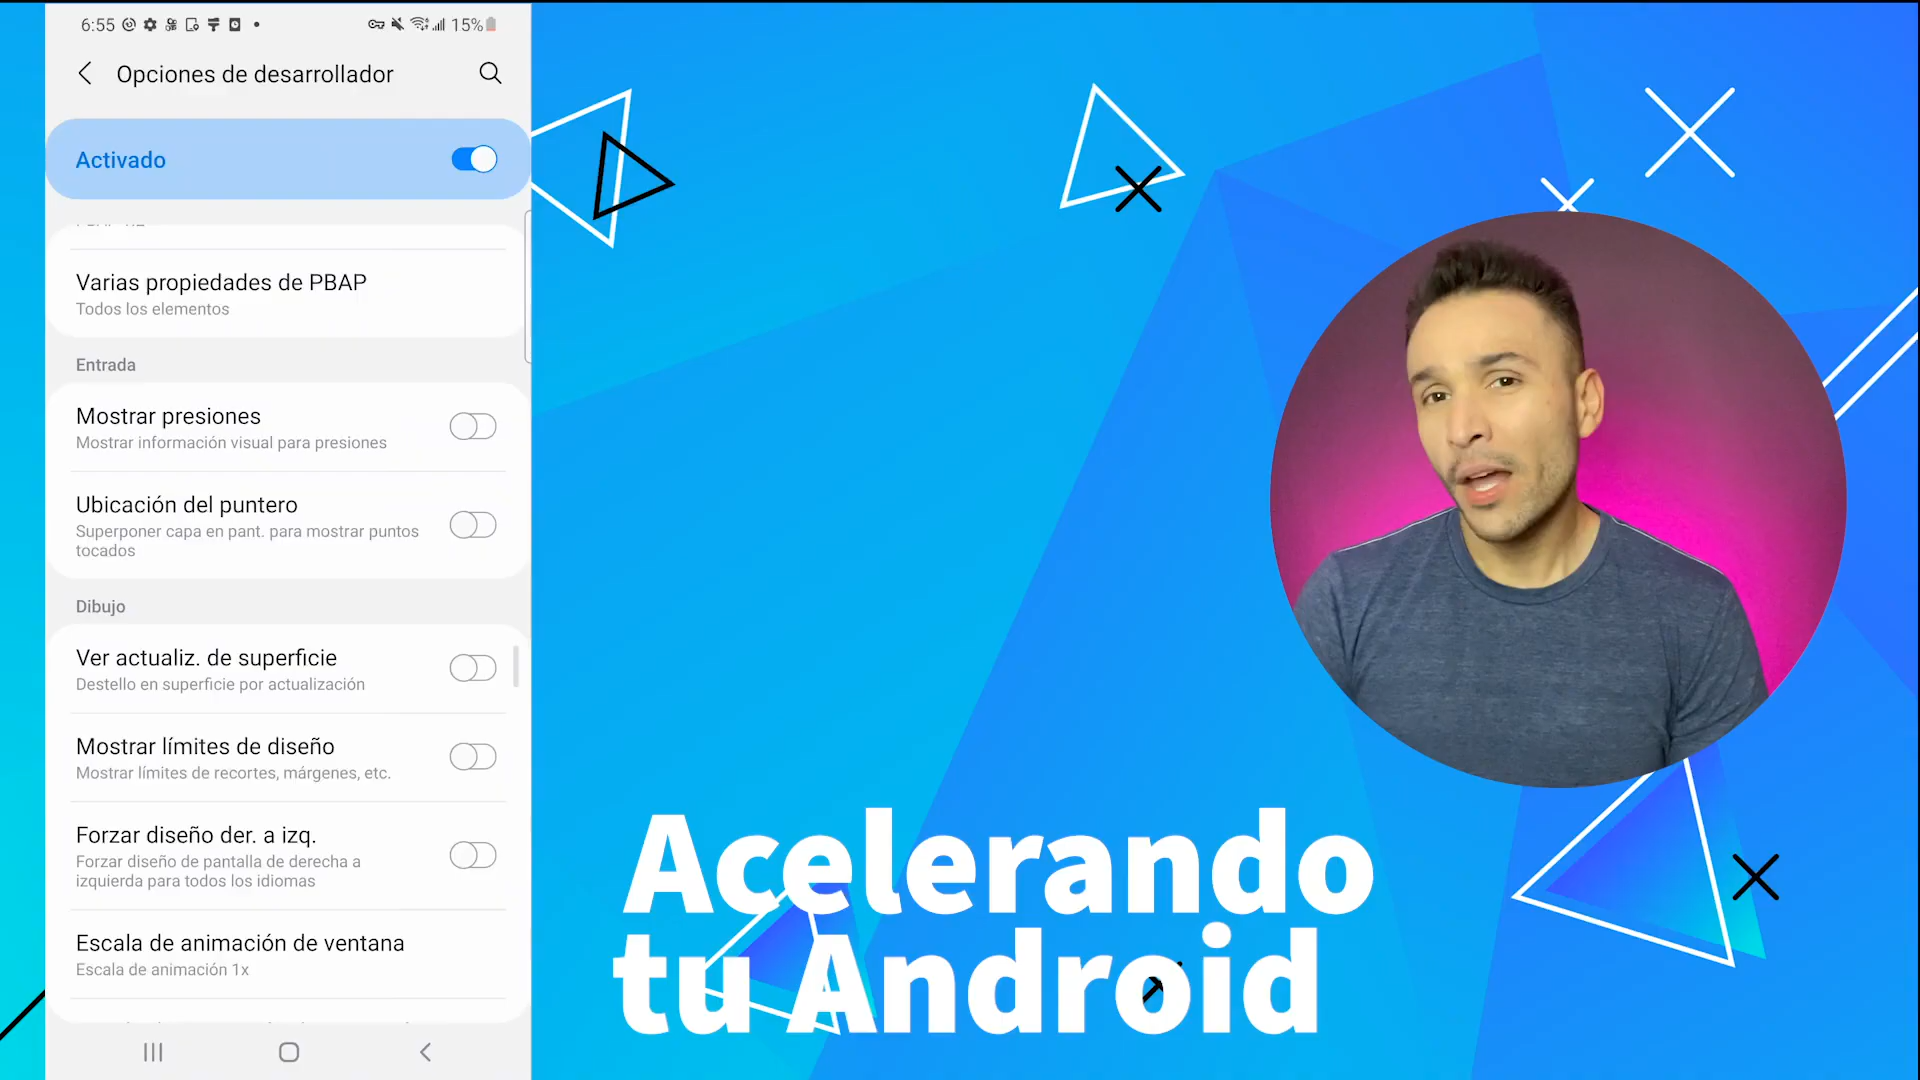 6:55
15%
Opciones de desarrollador
Activado
Varias propiedades de PBAP
Todos los elementos
Entrada
Mostrar presiones
Mostrar información visual para presiones
Ubicación del puntero
Superponer capa en pant. para mostrar puntos
tocados
Dibujo
Ver actualiz. de superficie
Destello en superficie por actualización
Mostrar límites de diseño
Mostrar límites de recortes, márgenes, etc.
Forzar diseño der. a izq.
Forzar diseño de pantalla de derecha a
izquierda para todos los idiomas
Escala de animación de ventana
Escala de animación 1x
Acelerando
tu Android